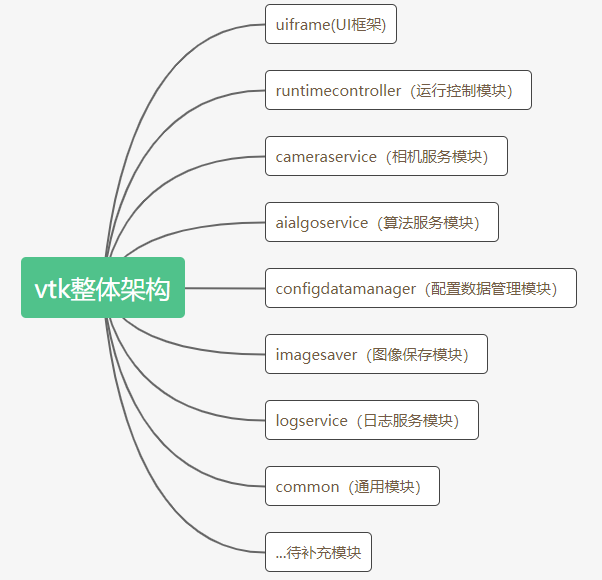 uiframe(UI框架)
runtimecontroller（运行控制模块）
cameraservice（相机服务模块）
aialgoservice（算法服务模块）
vtk整体架构
configdatamanager（配置数据管理模块）
imagesaver（图像保存模块）
logservice（日志服务模块）
common（通用模块）
...待补充模块